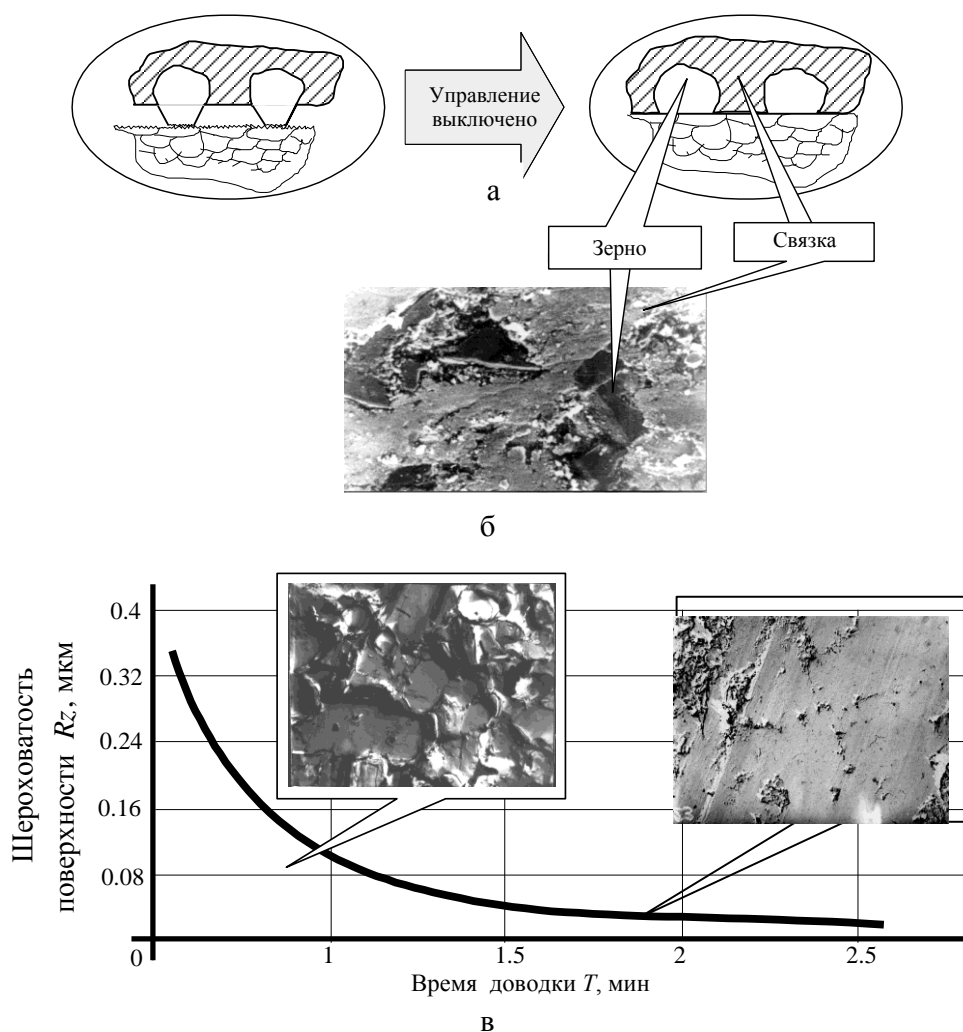 Управление
выключено
а
Зерно
Связка
б
Шероховатость
поверхности Rz, мкм
0.4
0.32
0.24
0.16
0.08
0
1
1.5
2
2.5
Время доводки T, мин
в